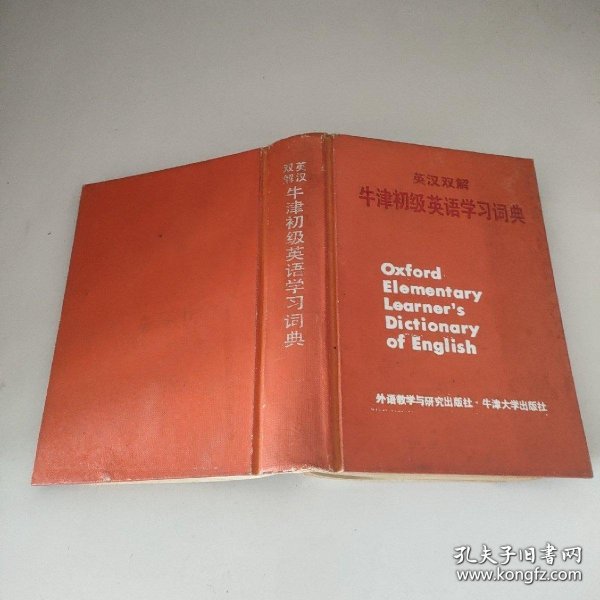 英汉双解
牛津初级英语学习词典
英汉双解
牛津初级英语学习词典
Oxford
Elementary
Learner's
Dictionary
of English
外语教学与研究出版社·牛津大学出版社
孔夫子旧书网
www.kongfz.com